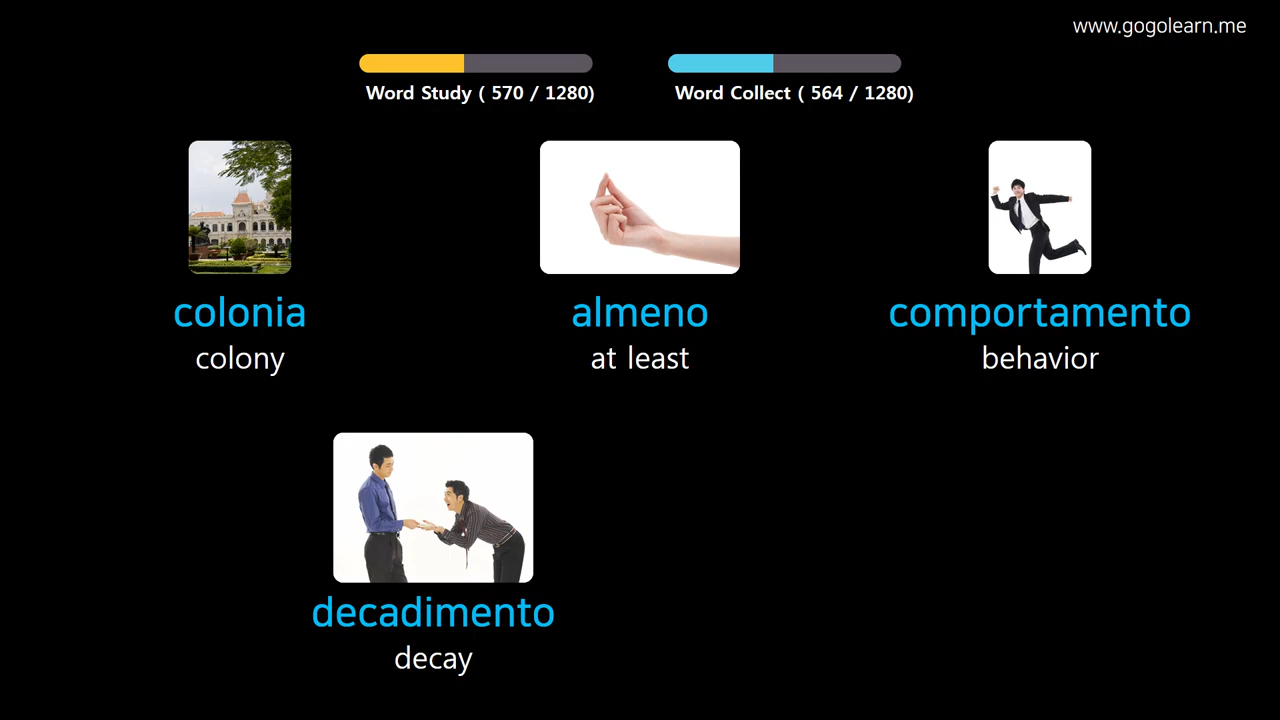 www.gogolearn.me
Word Study ( 570 / 1280)
Word Collect ( 564 / 1280)
colonia
colony
almeno
at least
comportamento
behavior
decadimento
decay